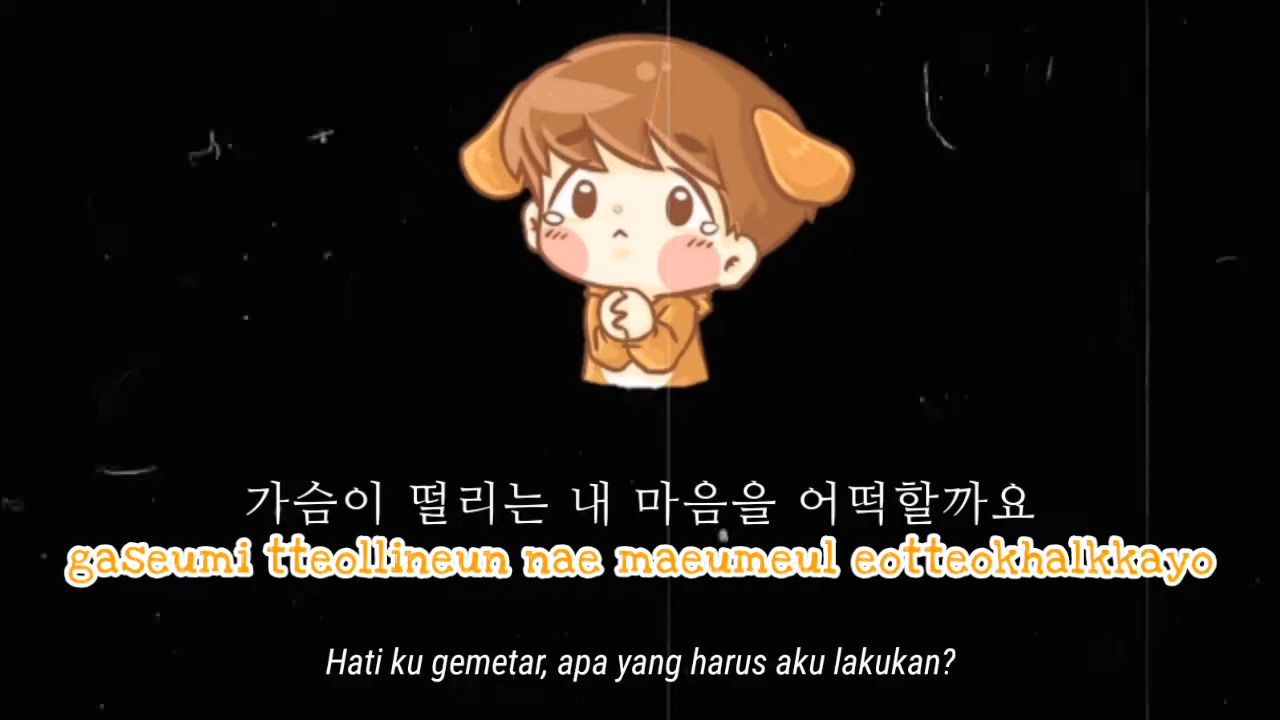 가슴이 떨리는 내 마음을 어떡할까요
gaseumi tteollineun nae maeumeul eotteokhalkkayo
Hati ku gemetar, apa yang harus aku lakukan?